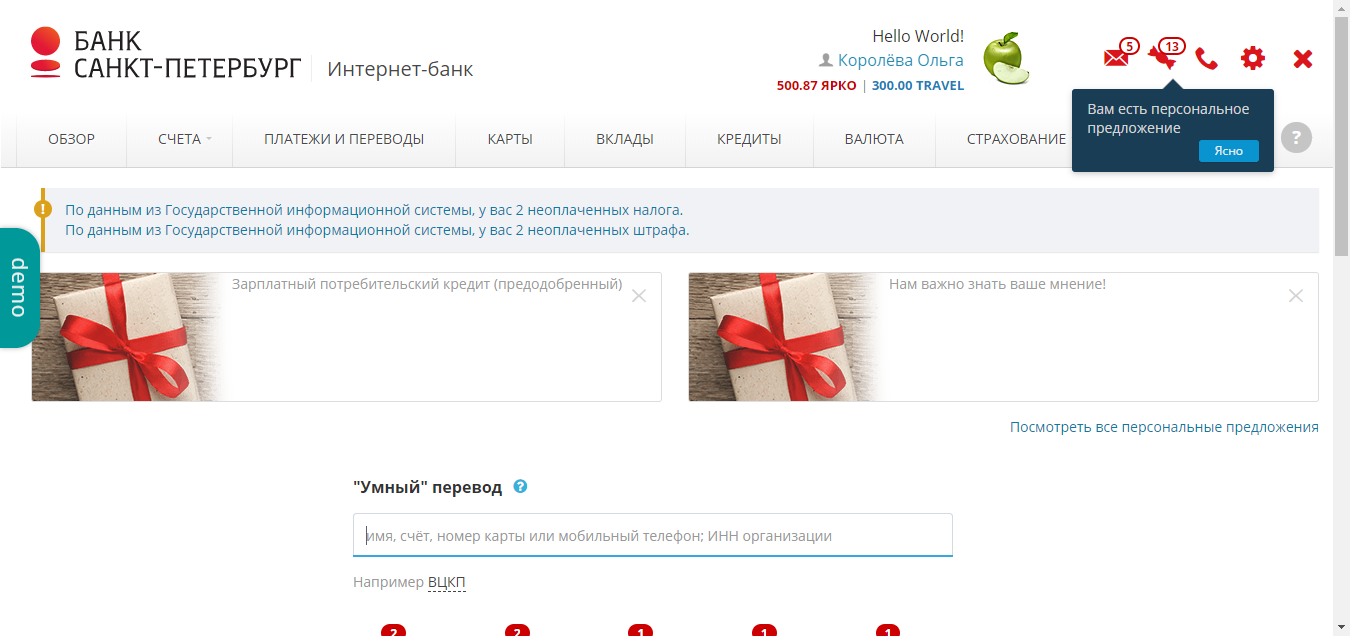 БАНК
САНКТ-ПЕТЕРБУРГ
Интернет-банк
Hello World!
Королёва Ольга
500.87 ЯРКО | 300.00 TRAVEL
5
13
Вам есть персональное
предложение
Ясно
ОБЗОР
СЧЕТА
ПЛАТЕЖИ И ПЕРЕВОДЫ
КАРТЫ
ВКЛАДЫ
КРЕДИТЫ
ВАЛЮТА
СТРАХОВАНИЕ
?
!
По данным из Государственной информационной системы, у вас 2 неоплаченных налога.
По данным из Государственной информационной системы, у вас 2 неоплаченных штрафа.
demo
Зарплатный потребительский кредит (предодобренный)
Нам важно знать ваше мнение!
Посмотреть все персональные предложения
"Умный" перевод ?
имя, счёт, номер карты или мобильный телефон; ИНН организации
Например ВЦКП
2
2
1
1
1